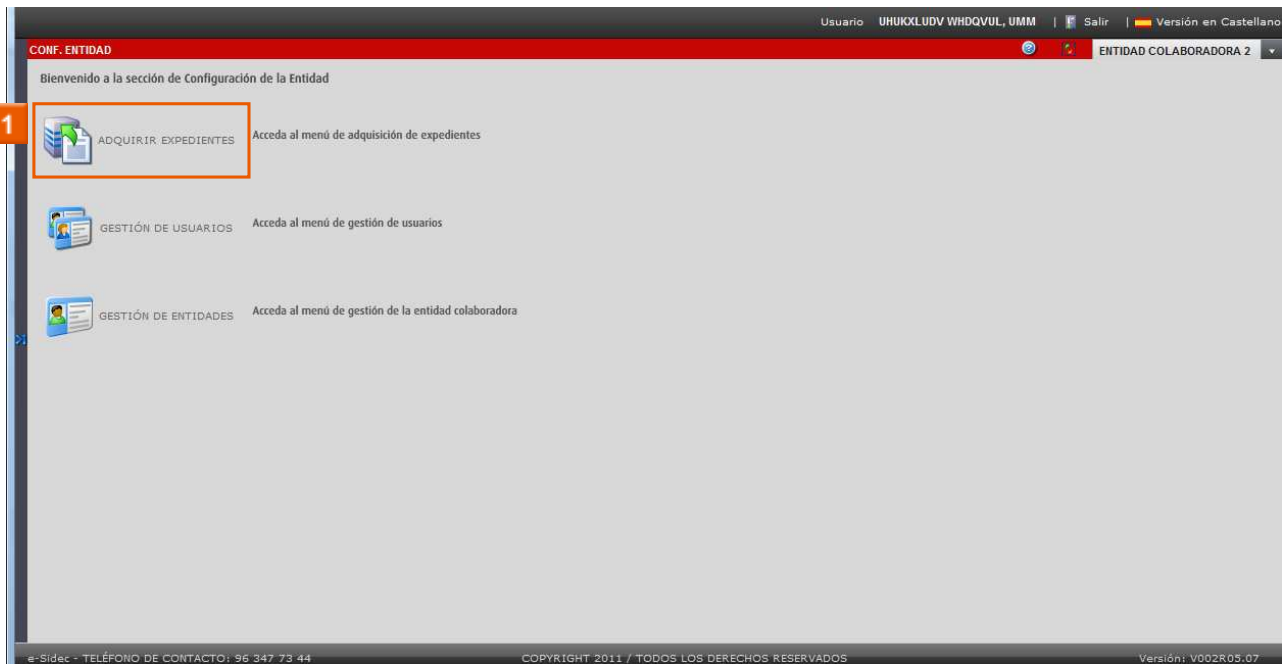 Usuario UHUKXLUDV WHDQVUL, UMM | Salir | Versión en Castellano
CONF. ENTIDAD ENTIDAD COLABORADORA 2
Bienvenido a la sección de Configuración de la Entidad
1
ADQUIRIR EXPEDIENTES Acceda al menú de adquisición de expedientes
GESTIÓN DE USUARIOS Acceda al menú de gestión de usuarios
GESTIÓN DE ENTIDADES Acceda al menú de gestión de la entidad colaboradora
e-Sidec - TELÉFONO DE CONTACTO: 96 347 73 44 COPYRIGHT 2011 / TODOS LOS DERECHOS RESERVADOS Versión: V002R05.07